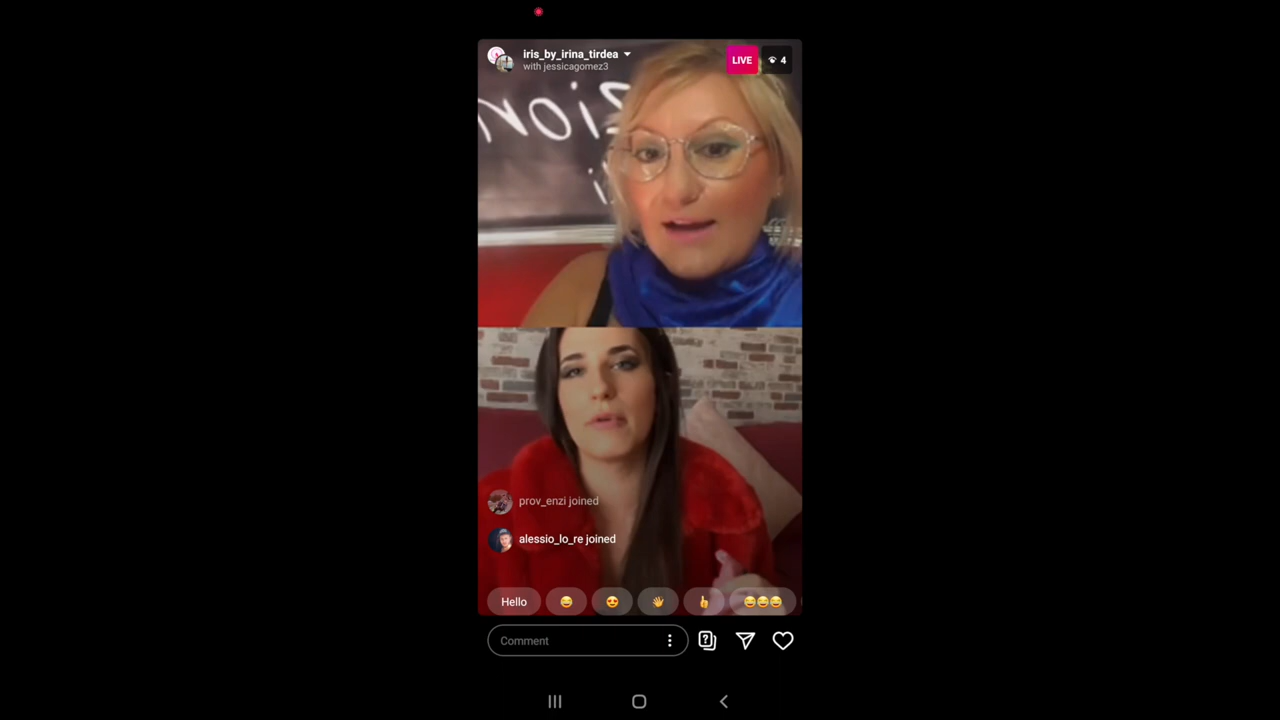 iris_by_irina_tirdea
with jessicagomez3
LIVE
4
prov_enzi joined
alessio_lo_re joined
Hello
Comment